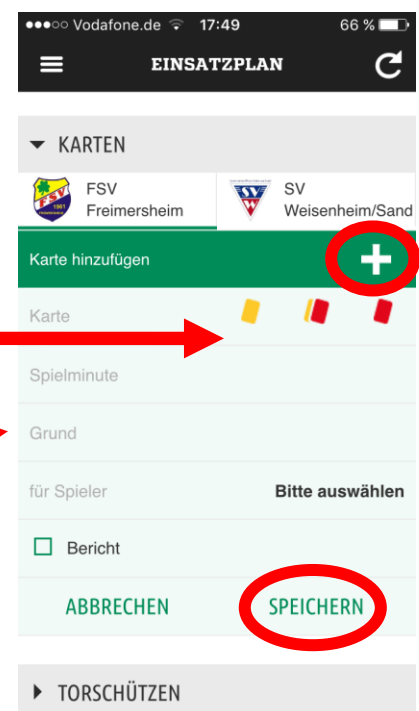 ●●●○○ Vodafone.de 17:49 66 %
EINSATZPLAN
KARTEN
FSV
Freimersheim
SV
Weisenheim/Sand
Karte hinzufügen
Karte
Spielminute
Grund
für Spieler Bitte auswählen
Bericht
ABBRECHEN SPEICHERN
TORSCHÜTZEN